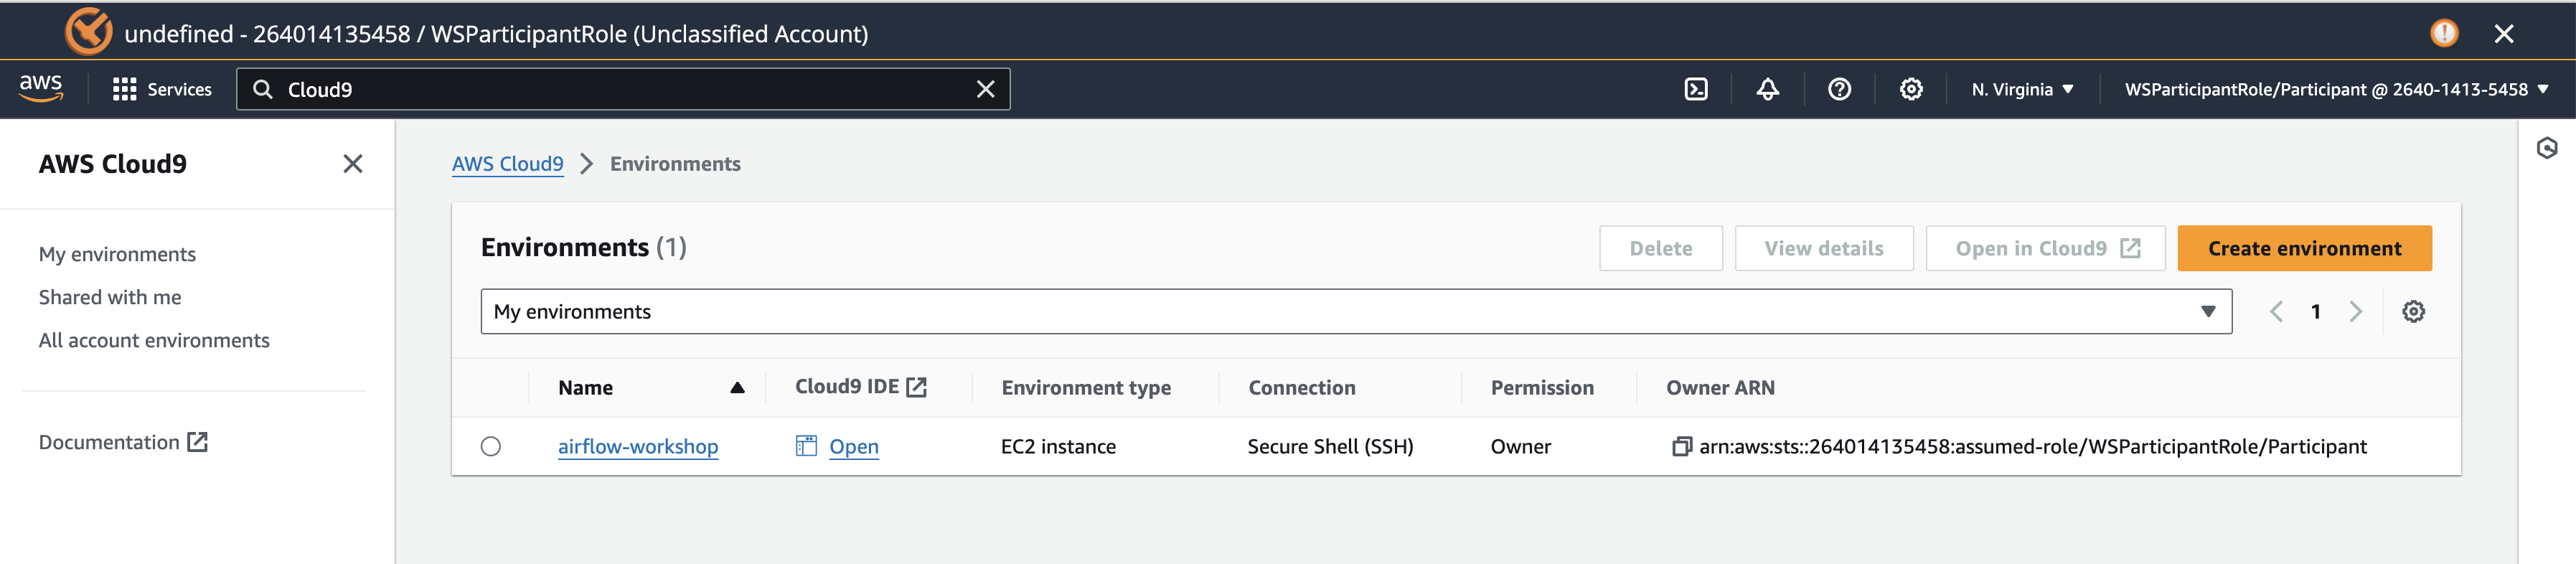 undefined - 264014135458 / WSParticipantRole (Unclassified Account)
aws Services Cloud9 N. Virginia WSParticipantRole/Participant @ 2640-1413-5458
AWS Cloud9
My environments
Shared with me
All account environments
Documentation
AWS Cloud9 Environments
Environments (1) Delete View details Open in Cloud9 Create environment
My environments 1
Name Cloud9 IDE Environment type Connection Permission Owner ARN
airflow-workshop Open EC2 instance Secure Shell (SSH) Owner arn:aws:sts::264014135458:assumed-role/WSParticipantRole/Participant